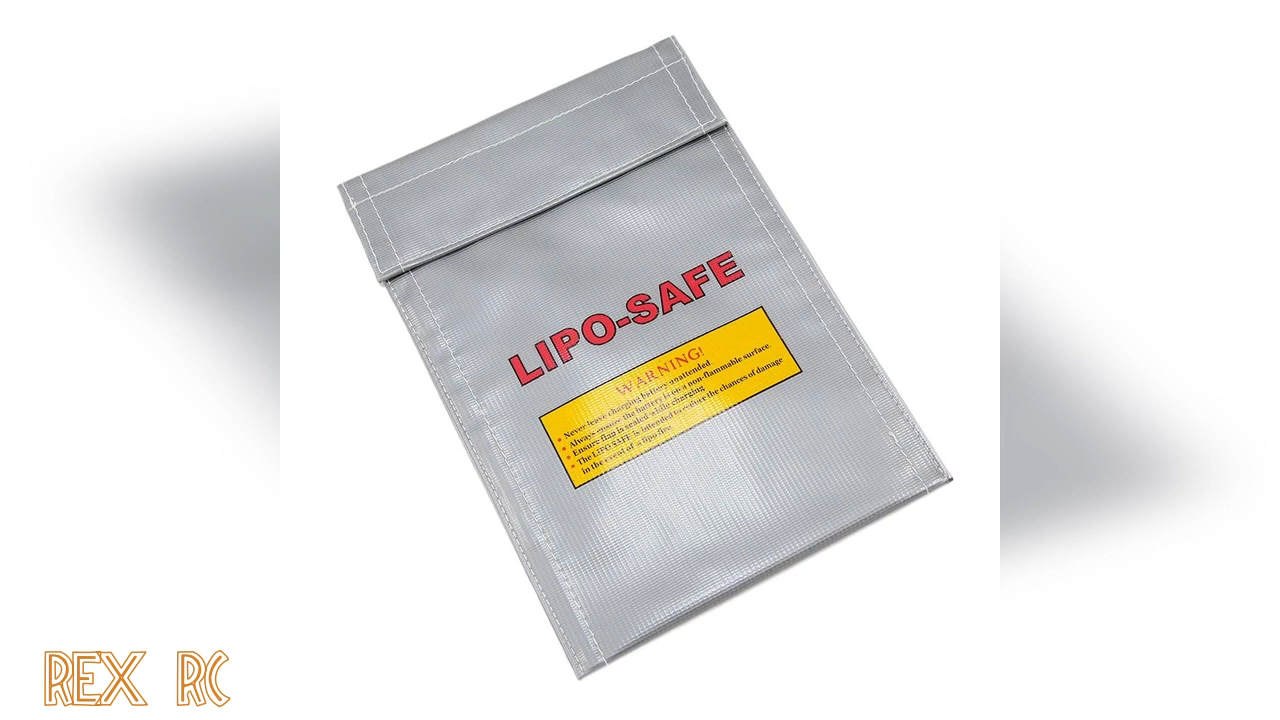 LIPO-SAFE
WARNING!
• Never leave charging battery unattended
• Always ensure the battery is on a non-flammable surface.
• Ensure flap is sealed while charging
• The LIPO SAFE is intended to reduce the chances of damage
in the event of a lipo fire
REX RC